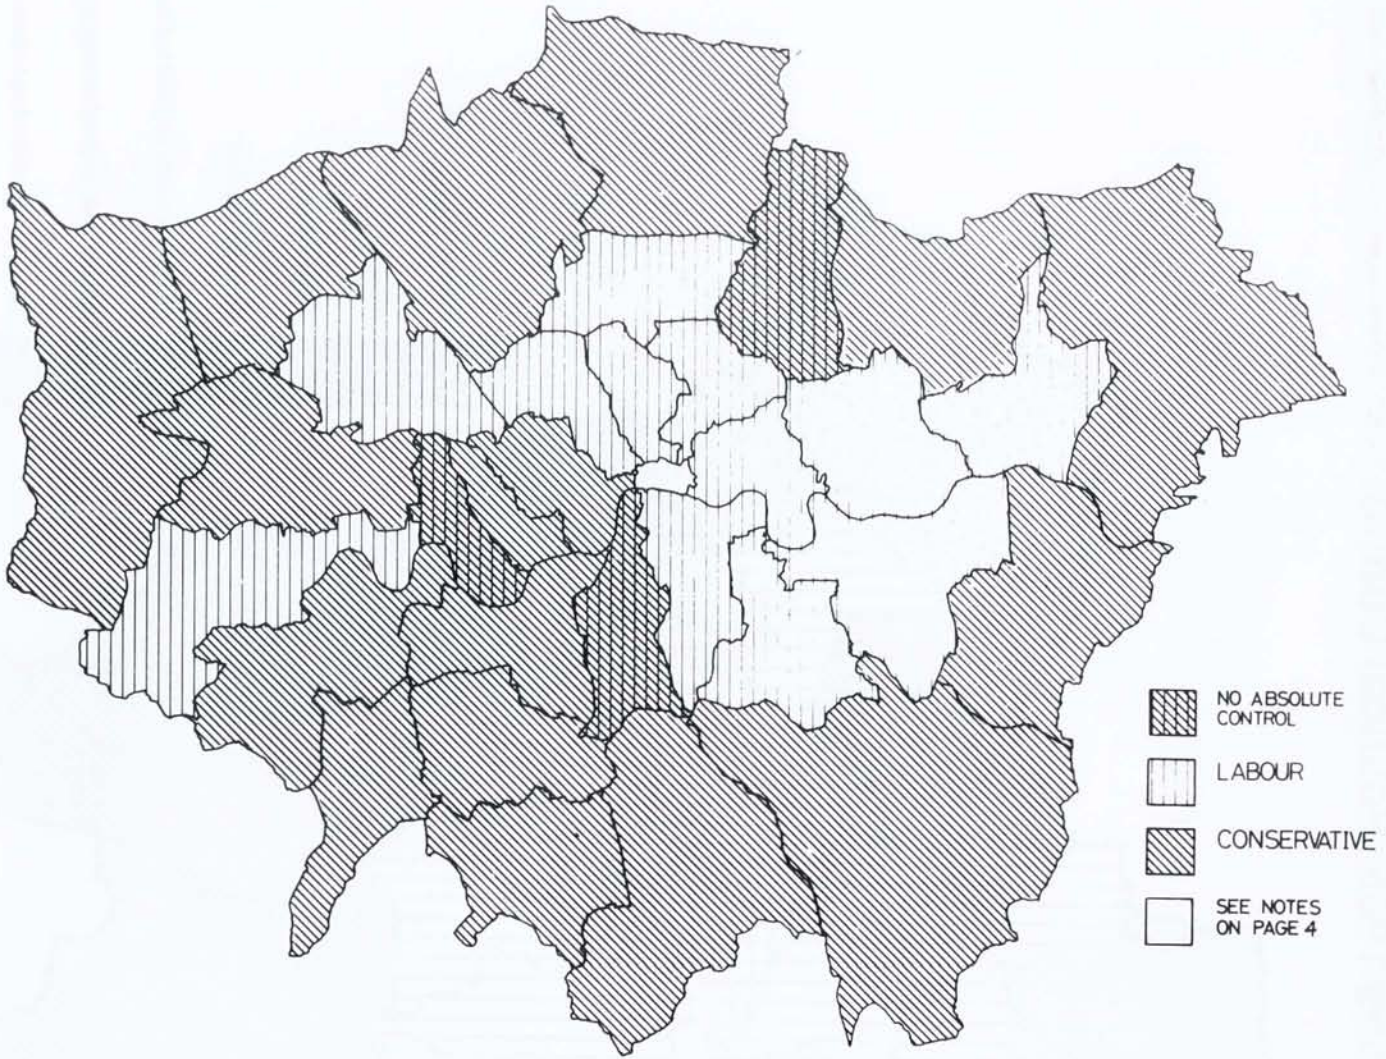 NO ABSOLUTE
CONTROL
LABOUR
CONSERVATIVE
SEE NOTES
ON PAGE 4